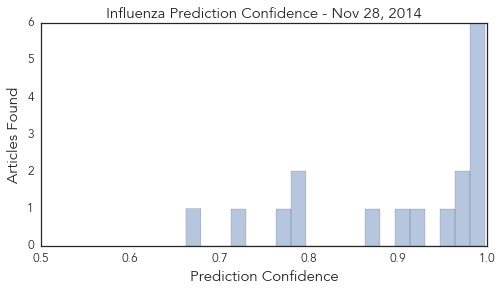 Influenza Prediction Confidence - Nov 28, 2014
Articles Found
6
5
4
3
2
1
0
0.5 0.6 0.7 0.8 0.9 1.0
Prediction Confidence